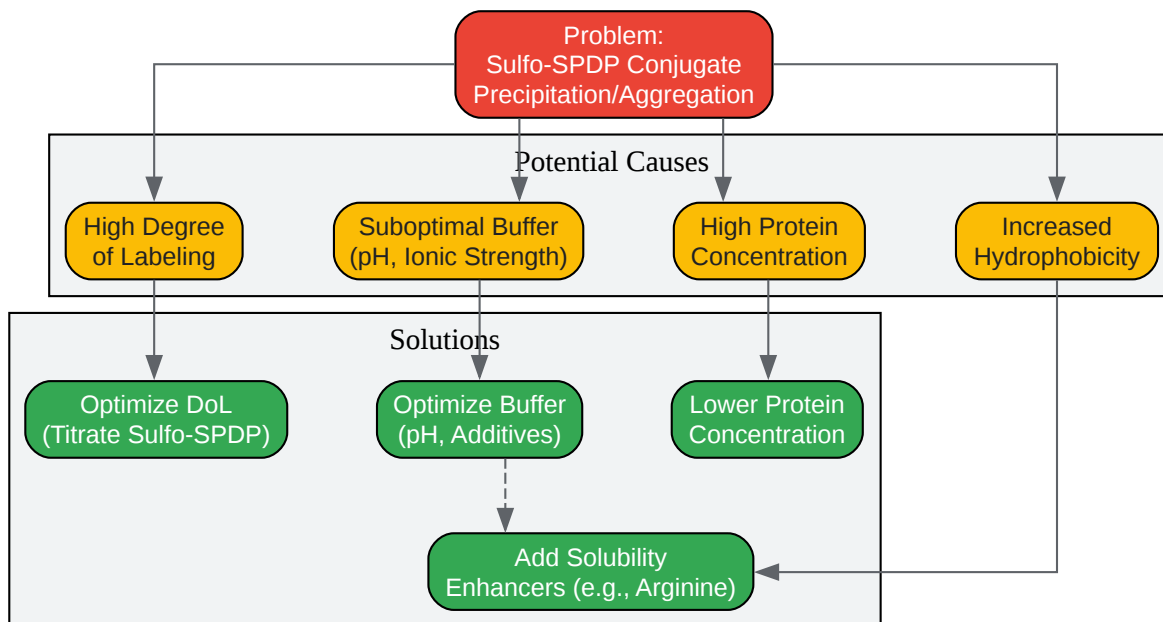 Problem:
Sulfo-SPDP Conjugate
Precipitation/Aggregation
Potential Causes
High Degree
of Labeling
Suboptimal Buffer
(pH, Ionic Strength)
High Protein
Concentration
Increased
Hydrophobicity
Solutions
Optimize DoL
(Titrate Sulfo-SPDP)
Optimize Buffer
(pH, Additives)
Lower Protein
Concentration
Add Solubility
Enhancers (e.g., Arginine)